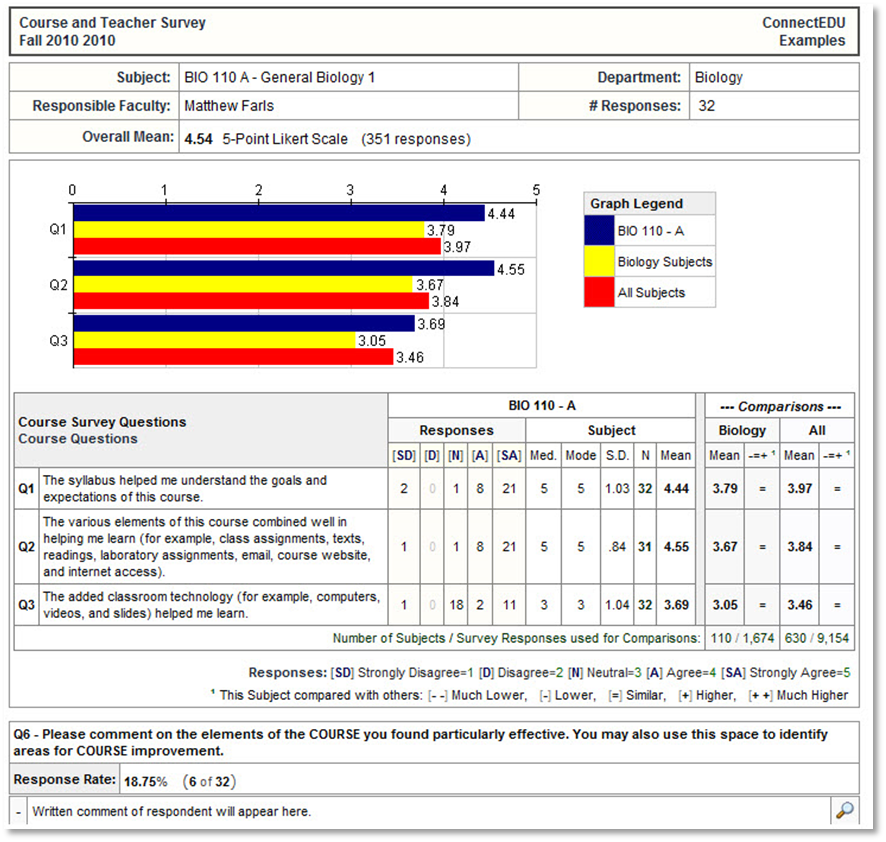 Course and Teacher Survey ConnectEDU
Fall 2010 2010 Examples
Subject: BIO 110 A - General Biology 1 Department: Biology
Responsible Faculty: Matthew Farls # Responses: 32
Overall Mean: 4.54 5-Point Likert Scale (351 responses)
0 1 2 3 4 5
Q1 4.44
3.79
3.97
Q2 4.55
3.67
3.84
Q3 3.69
3.05
3.46
Graph Legend
BIO 110 - A
Biology Subjects
All Subjects
Course Survey Questions
Course Questions
BIO 110 - A --- Comparisons ---
Responses Subject Biology All
[SD] [D] [N] [A] [SA] Med. Mode S.D. N Mean Mean -=+ ¹ Mean -=+ ¹
Q1 The syllabus helped me understand the goals and
expectations of this course.
2 0 1 8 21 5 5 1.03 32 4.44 3.79 = 3.97 =
Q2 The various elements of this course combined well in
helping me learn (for example, class assignments, texts,
readings, laboratory assignments, email, course website,
and internet access).
1 0 1 8 21 5 5 .84 31 4.55 3.67 = 3.84 =
Q3 The added classroom technology (for example, computers,
videos, and slides) helped me learn.
1 0 18 2 11 3 3 1.04 32 3.69 3.05 = 3.46 =
Number of Subjects / Survey Responses used for Comparisons: 110 / 1,674 630 / 9,154
Responses: [SD] Strongly Disagree=1 [D] Disagree=2 [N] Neutral=3 [A] Agree=4 [SA] Strongly Agree=5
¹ This Subject compared with others: [- -] Much Lower, [-] Lower, [=] Similar, [+] Higher, [+ +] Much Higher
Q6 - Please comment on the elements of the COURSE you found particularly effective. You may also use this space to identify
areas for COURSE improvement.
Response Rate: 18.75% (6 of 32)
- Written comment of respondent will appear here.